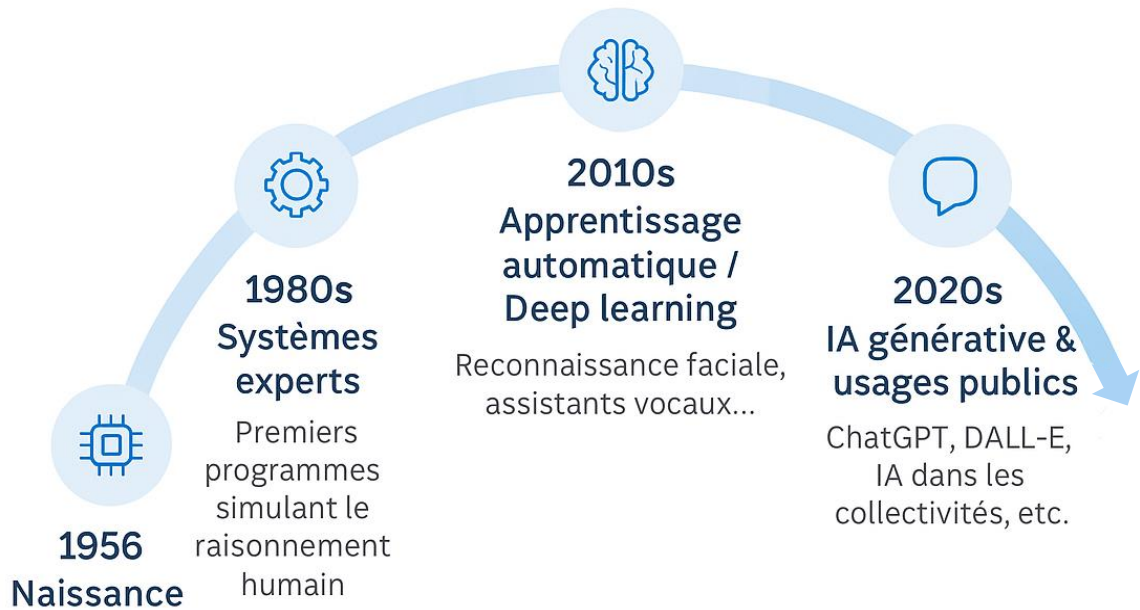 1956
Naissance
1980s
Systèmes
experts
Premiers
programmes
simulant le
raisonnement
humain
2010s
Apprentissage
automatique /
Deep learning
Reconnaissance faciale,
assistants vocaux...
2020s
IA générative &
usages publics
ChatGPT, DALL-E,
IA dans les
collectivités, etc.